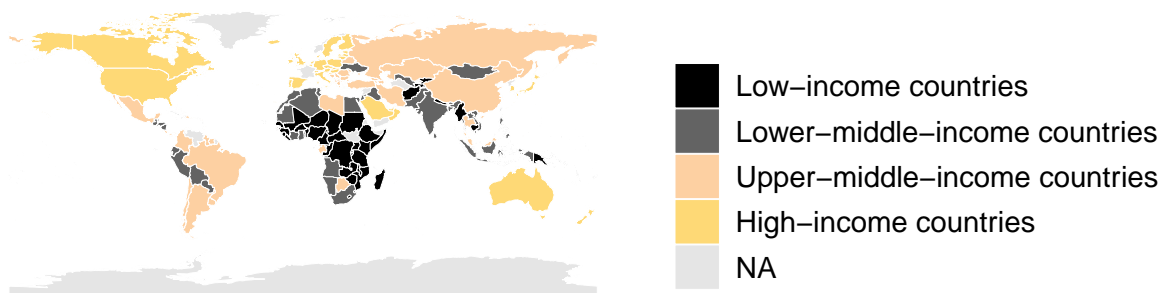 Low−income countries
Lower−middle−income countries
Upper−middle−income countries
High−income countries
NA